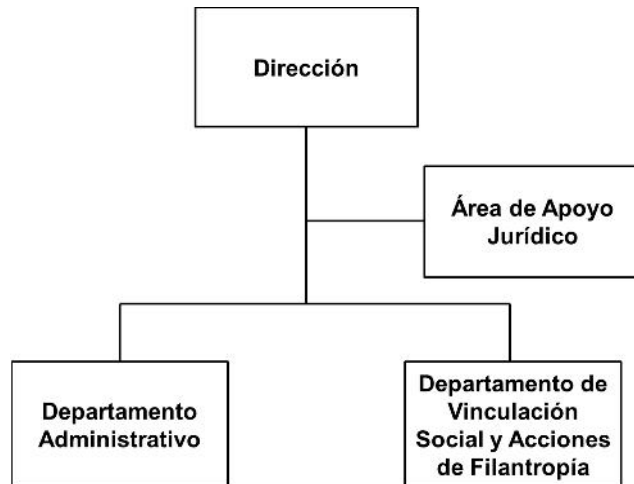 Dirección
Área de Apoyo
Jurídico
Departamento
Administrativo
Departamento de
Vinculación
Social y Acciones
de Filantropía